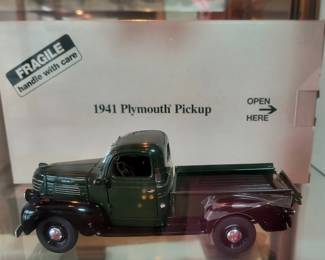 FRAGILE
handle with care
1941 Plymouth Pickup
OPEN
HERE